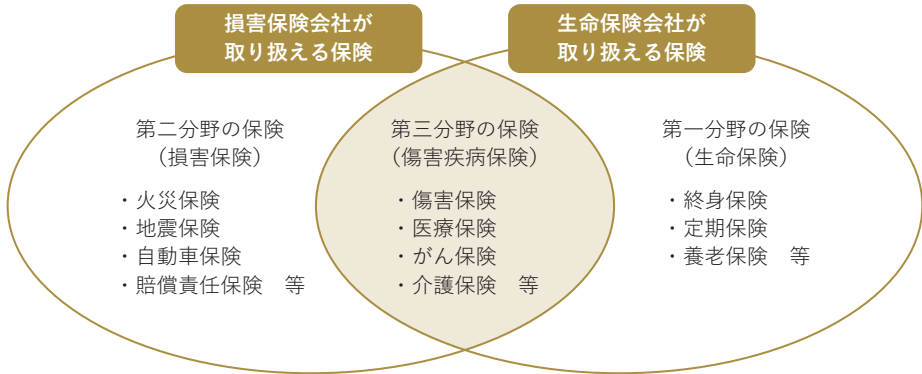 損害保険会社が
取り扱える保険
生命保険会社が
取り扱える保険
第二分野の保険
（損害保険）
・火災保険
・地震保険
・自動車保険
・賠償責任保険　等
第三分野の保険
（傷害疾病保険）
・傷害保険
・医療保険
・がん保険
・介護保険　等
第一分野の保険
（生命保険）
・終身保険
・定期保険
・養老保険　等